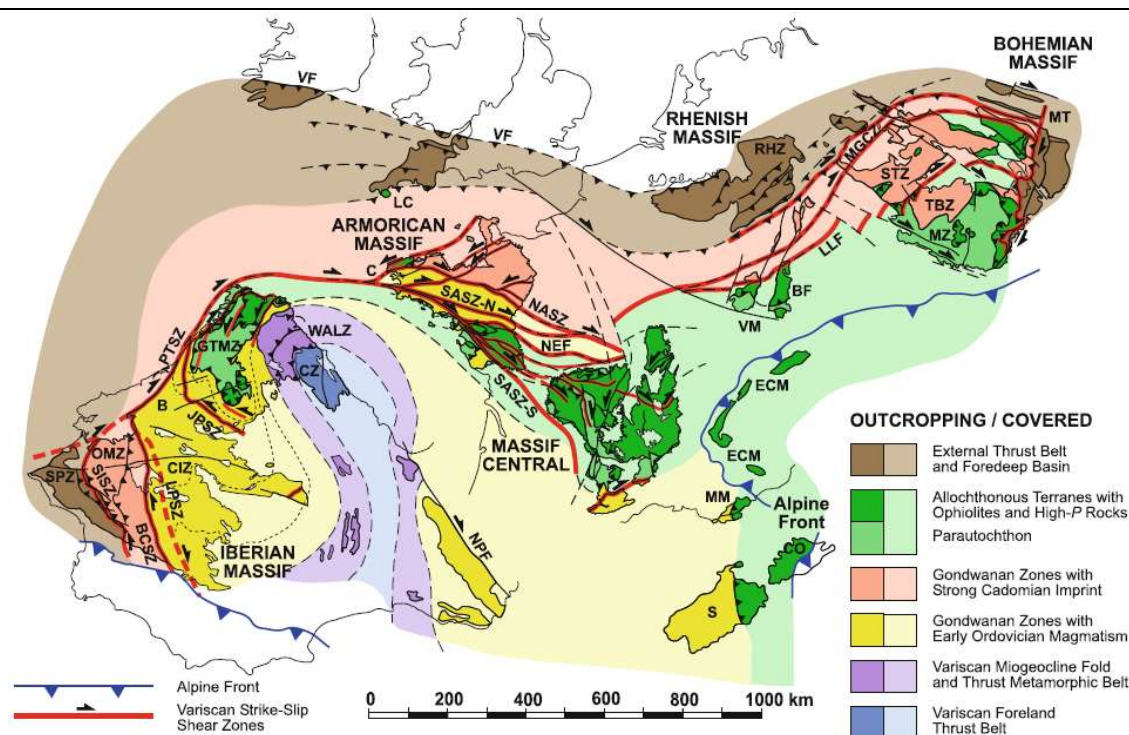 BOHEMIAN
MASSIF
VF
RHENISH
MASSIF
MT
VF
RHZ
MGCZ
STZ
LC
TBZ
ARMORICAN
MASSIF
MZ
LLF
C
SASZ-N
NASZ
BF
VM
PTSZ
WALZ
NEF
GTMZ
CZ
SASZ-S
ECM
B
JPSZ
MASSIF
CENTRAL
ECM
OMZ
CIZ
SPZ
SISZ
LPSZ
MM
Alpine
Front
BCSZ
IBERIAN
MASSIF
NPF
CO
S
OUTCROPPING / COVERED
External Thrust Belt
and Foredeep Basin
Allochthonous Terranes with
Ophiolites and High-P Rocks
Parautochthon
Gondwanan Zones with
Strong Cadomian Imprint
Gondwanan Zones with
Early Ordovician Magmatism
Variscan Miogeocline Fold
and Thrust Metamorphic Belt
Variscan Foreland
Thrust Belt
Alpine Front
Variscan Strike-Slip
Shear Zones
0 200 400 600 800 1000 km